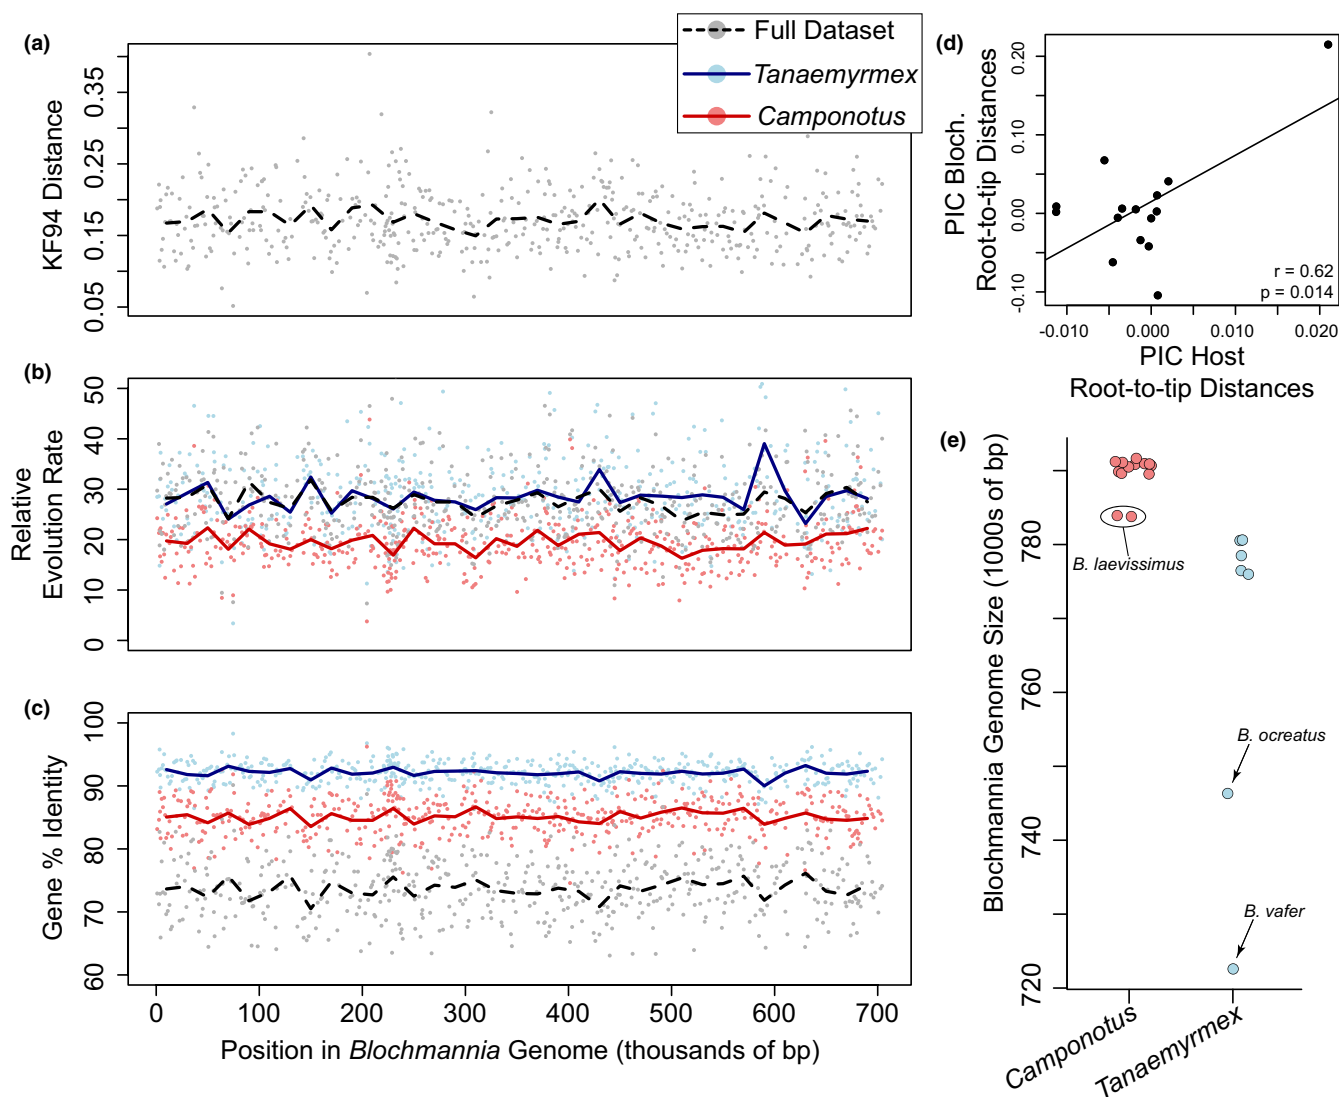 (a)
Full Dataset
Tanaemyrmex
Camponotus
KF94 Distance
0.05
0.15
0.25
0.35
(b)
Relative
Evolution Rate
50
40
30
20
10
0
(c)
Gene % Identity
100
90
80
70
60
0
100
200
300
400
500
600
700
Position in Blochmannia Genome (thousands of bp)
(d)
PIC Bloch.
Root-to-tip Distances
0.20
0.10
0.00
-0.10
r = 0.62
p = 0.014
-0.010
0.000
0.010
0.020
PIC Host
Root-to-tip Distances
(e)
Blochmannia Genome Size (1000s of bp)
780
760
740
720
B. laevissimus
B. ocreatus
B. vafer
Camponotus
Tanaemyrmex